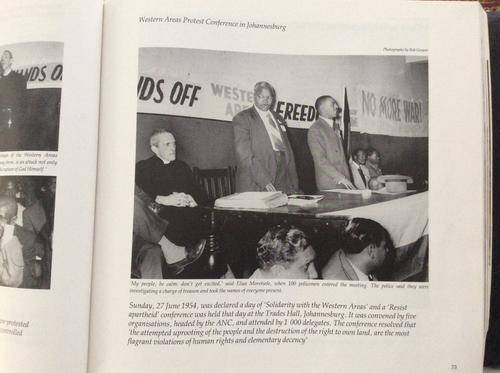 Western Areas Protest Conference in Johannesburg
Photographs by Bob Gosani
NDS O
NDS OFF
WESTE
AREA
FREEDO
NO MORE WAR!
'My people, be calm, don't get excited,' said Elias Moretsele, when 100 policemen entered the meeting. The police said they were
investigating a charge of treason and took the names of everyone present.
Sunday, 27 June 1954, was declared a day of 'Solidarity with the Western Areas' and a 'Resist
apartheid' conference was held that day at the Trades Hall, Johannesburg. It was convened by five
organisations, headed by the ANC, and attended by 1 000 delegates. The conference resolved that
'the attempted uprooting of the people and the destruction of the right to own land, are the most
flagrant violations of human rights and elementary decency'
of the Western Areas
is an attack not only
of God Himself.'
protested
controlled